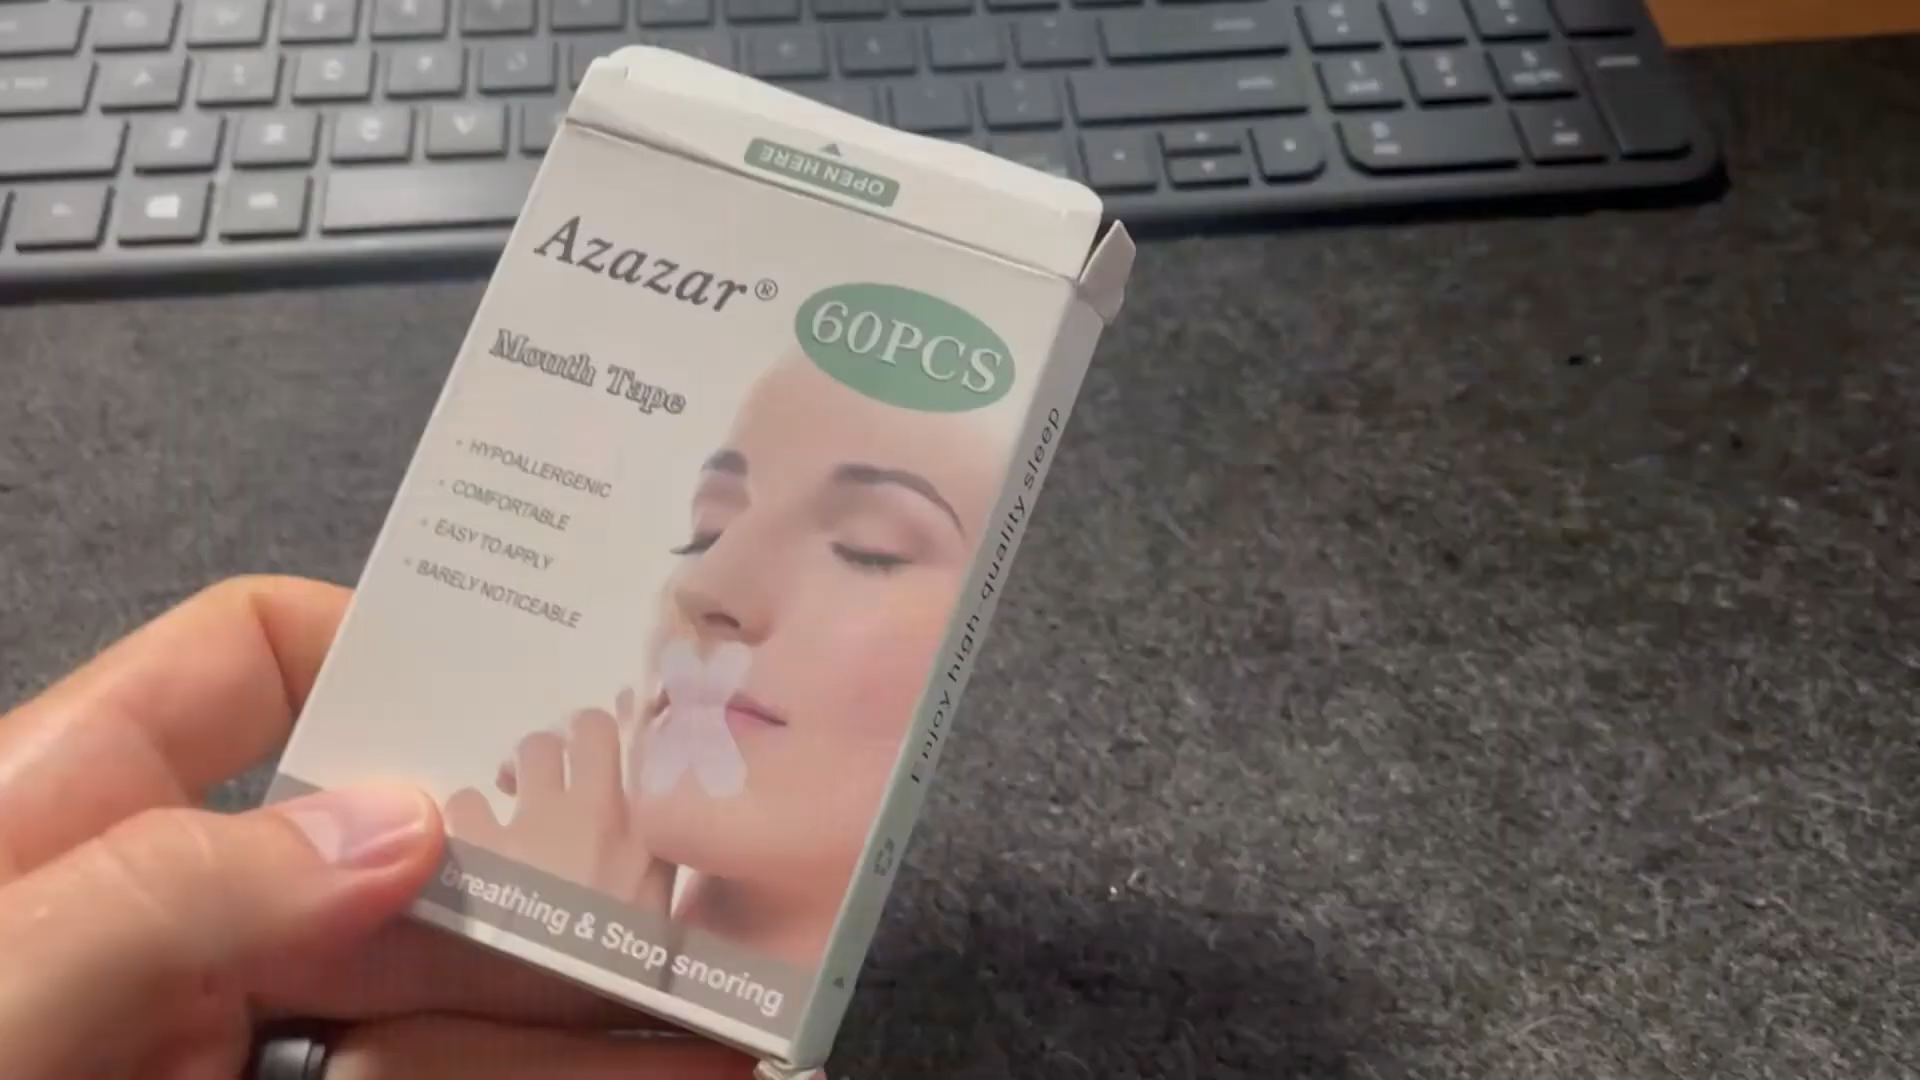 OPEN HERE
Azazar®
60PCS
Mouth Tape
HYPOALLERGENIC
COMFORTABLE
EASY TO APPLY
BARELY NOTICEABLE
breathing & Stop snoring
Enjoy high-quality sleep